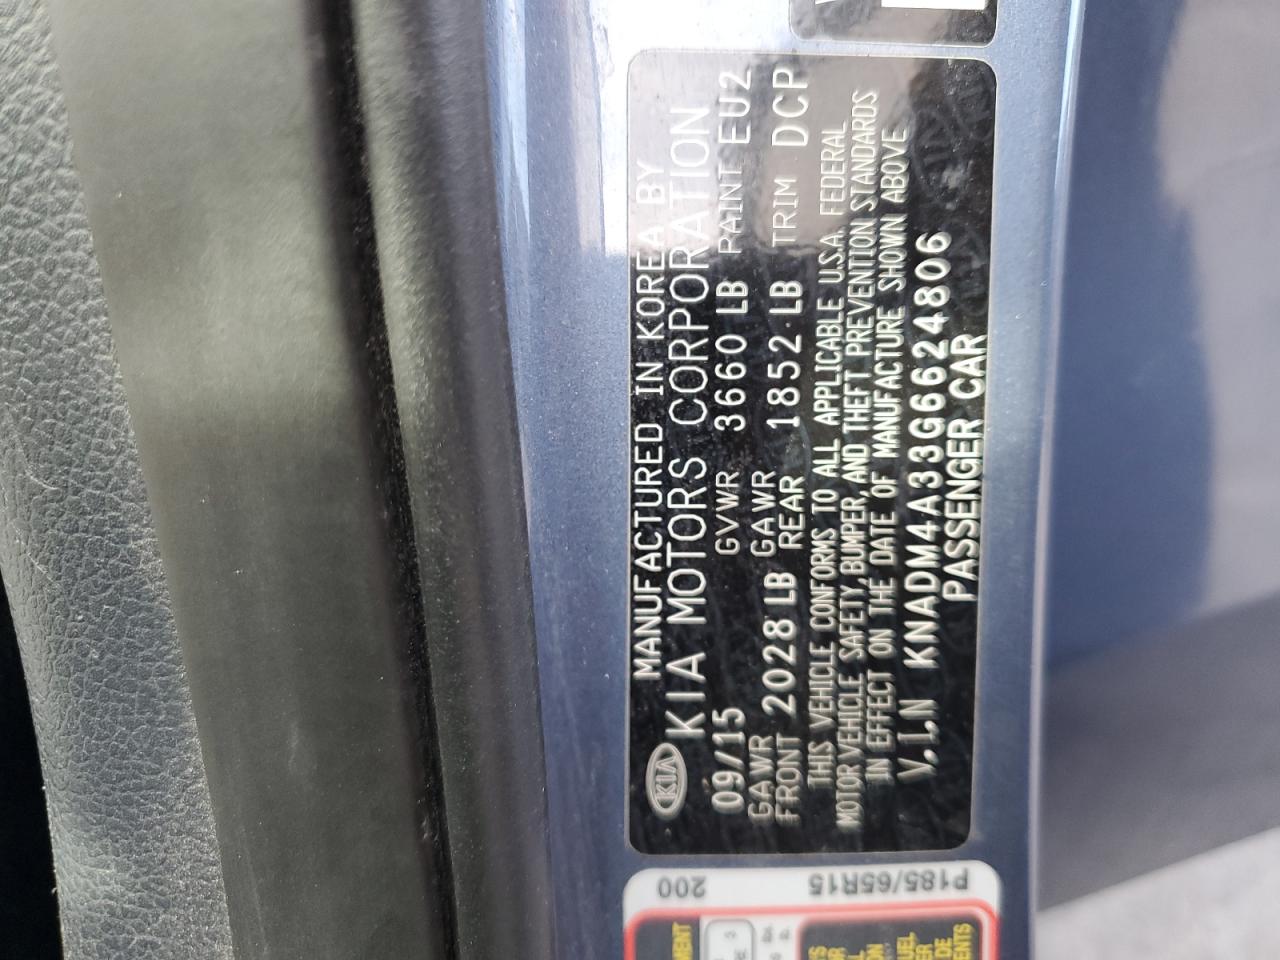 KIA
MANUFACTURED IN KOREA BY
KIA MOTORS CORPORATION
09/15 GVWR 3660 LB PAINT EU2
GAWR FRONT 2028 LB GAWR REAR 1852 LB TRIM DCP
THIS VEHICLE CONFORMS TO ALL APPLICABLE U.S.A. FEDERAL
MOTOR VEHICLE SAFETY, BUMPER, AND THEFT PREVENTION STANDARDS
IN EFFECT ON THE DATE OF MANUFACTURE SHOWN ABOVE
V.I.N KNADM4A33G6624806
PASSENGER CAR
200
P185/65R15